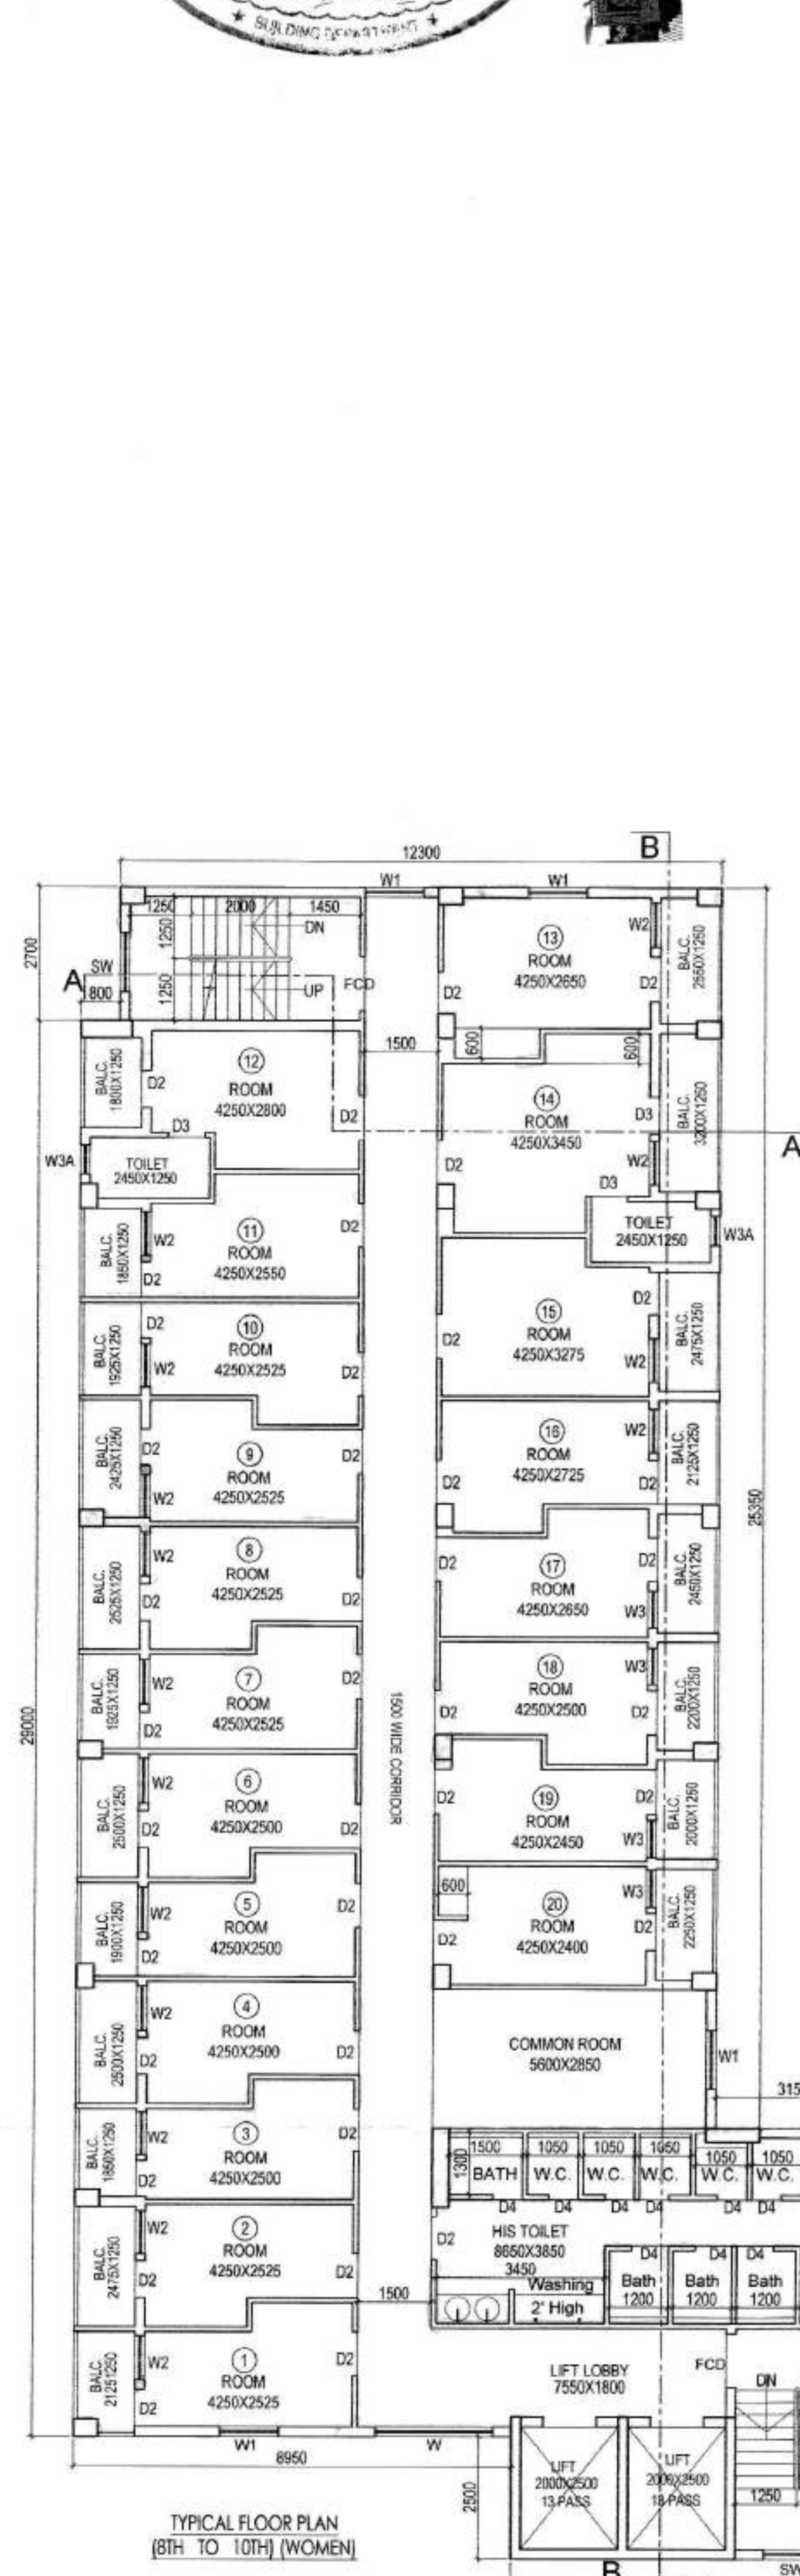 BUILDING DEPARTMENT
12300
B
W1
W1
1250
2000
1450
DN
1250
1250
UP
FCD
2700
SW
A
800
13
ROOM
4250X2650
W2
D2
D2
BALC.
2550X1250
1500
600
600
12
ROOM
4250X2800
BALC.
1800X1250
D2
D2
D3
W3A
TOILET
2450X1250
14
ROOM
4250X3450
D3
BALC.
3200X1250
A
D2
W2
D3
TOILET
2450X1250
W3A
11
ROOM
4250X2550
BALC.
1850X1250
W2
D2
D2
10
ROOM
4250X2525
BALC.
1925X1250
D2
W2
D2
15
ROOM
4250X3275
D2
D2
W2
BALC.
2475X1250
9
ROOM
4250X2525
BALC.
2425X1250
D2
W2
D2
16
ROOM
4250X2725
W2
D2
D2
BALC.
2125X1250
25350
8
ROOM
4250X2525
BALC.
2525X1250
W2
D2
D2
17
ROOM
4250X2650
D2
D2
W3
BALC.
2450X1250
7
ROOM
4250X2525
BALC.
1925X1250
W2
D2
D2
29000
1500 WIDE CORRIDOR
18
ROOM
4250X2500
W3
D2
D2
BALC.
2200X1250
6
ROOM
4250X2500
BALC.
2500X1250
W2
D2
D2
19
ROOM
4250X2450
D2
D2
W3
BALC.
2000X1250
5
ROOM
4250X2500
BALC.
1900X1250
W2
D2
D2
600
20
ROOM
4250X2400
W3
D2
D2
BALC.
2250X1250
4
ROOM
4250X2500
BALC.
2500X1250
W2
D2
D2
COMMON ROOM
5600X2850
W1
315
3
ROOM
4250X2500
BALC.
1850X1250
W2
D2
D2
1300
1500
BATH
1050
W.C.
1050
W.C.
1050
W.C.
1050
W.C.
1050
W.C.
D4
D4
D4 D4
D4 D4
2
ROOM
4250X2525
BALC.
2475X1250
W2
D2
D2
D2
HIS TOILET
8650X3850
3450
Washing
2' High
D4
D4
D4
Bath
1200
Bath
1200
Bath
1200
1500
1
ROOM
4250X2525
BALC.
21251250
W2
D2
D2
LIFT LOBBY
7550X1800
FCD
DN
W1
W
8950
2500
LIFT
2000X2500
13 PASS
LIFT
2000X2500
18 PASS
1250
TYPICAL FLOOR PLAN
(8TH TO 10TH) (WOMEN)
B
SW